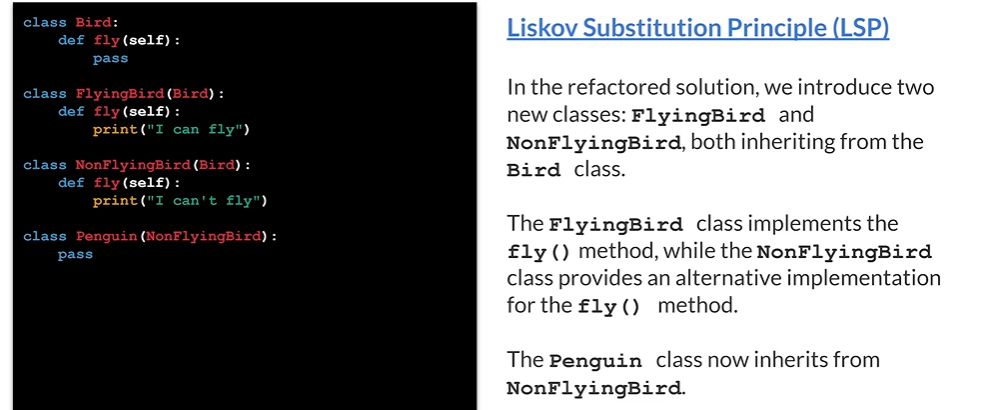 class Bird:
    def fly(self):
        pass
class FlyingBird(Bird):
    def fly(self):
        print("I can fly")
class NonFlyingBird(Bird):
    def fly(self):
        print("I can't fly")
class Penguin(NonFlyingBird):
    pass
Liskov Substitution Principle (LSP)
In the refactored solution, we introduce two
new classes: FlyingBird and
NonFlyingBird, both inheriting from the
Bird class.
The FlyingBird class implements the
fly() method, while the NonFlyingBird
class provides an alternative implementation
for the fly() method.
The Penguin class now inherits from
NonFlyingBird.